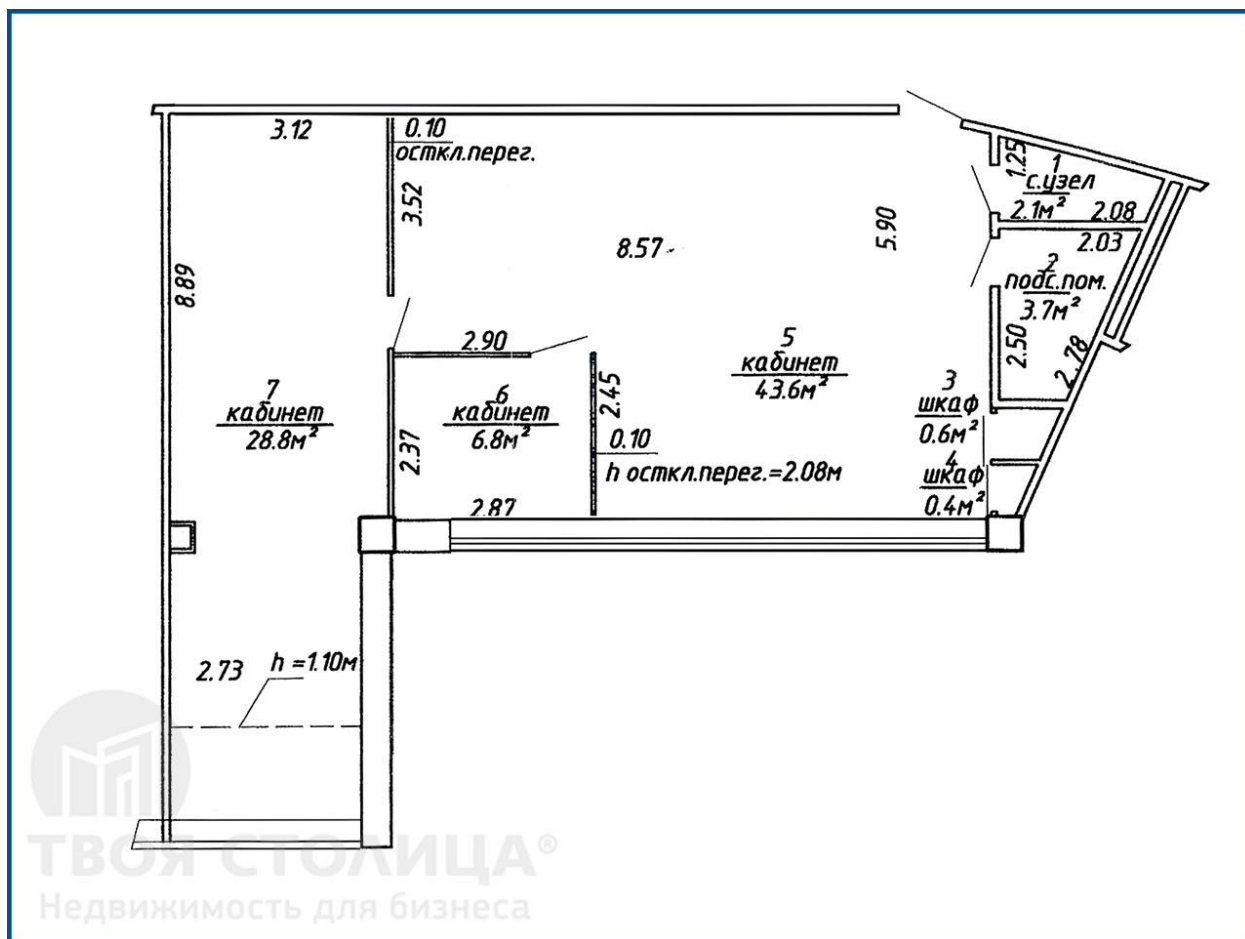 3.12
0.10
осткл.перег.
3.52
8.89
8.57
5.90
1.25
1
с.узел
2.1м²
2.08
2.03
2
подс.пом.
3.7м²
2.50
2.78
2.90
2.45
5
кабинет
43.6м²
7
кабинет
28.8м²
6
кабинет
6.8м²
2.37
2.87
0.10
h осткл.перег.=2.08м
3
шкаф
0.6м²
4
шкаф
0.4м²
2.73
h =1.10м
ТВОЯ СТОЛИЦА®
Недвижимость для бизнеса